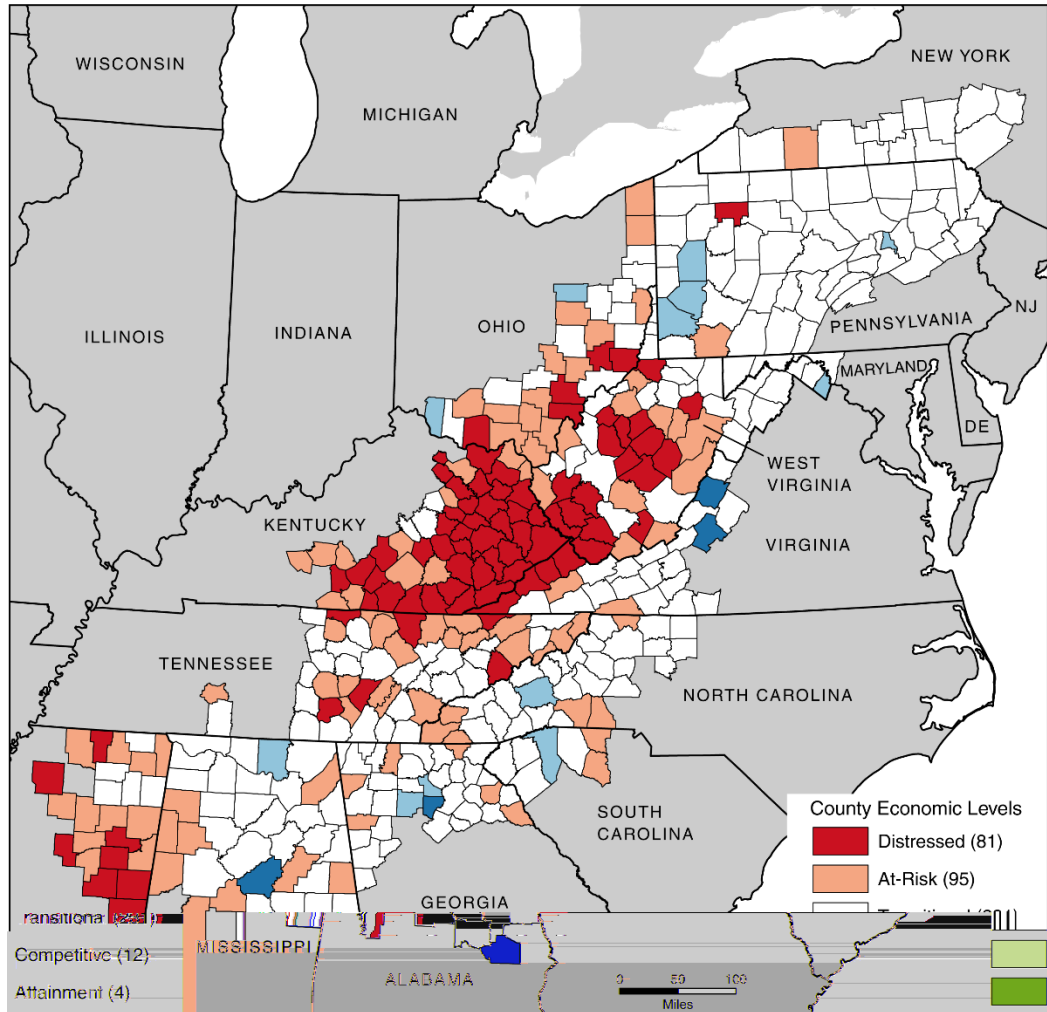 WISCONSIN
NEW YORK
MICHIGAN
ILLINOIS
INDIANA
OHIO
PENNSYLVANIA
NJ
MARYLAND
DE
WEST
VIRGINIA
KENTUCKY
VIRGINIA
TENNESSEE
NORTH CAROLINA
SOUTH
CAROLINA
GEORGIA
County Economic Levels
Distressed (81)
At-Risk (95)
Competitive (12)
MISSISSIPPI
ALABAMA
Attainment (4)
0 50 100
Miles